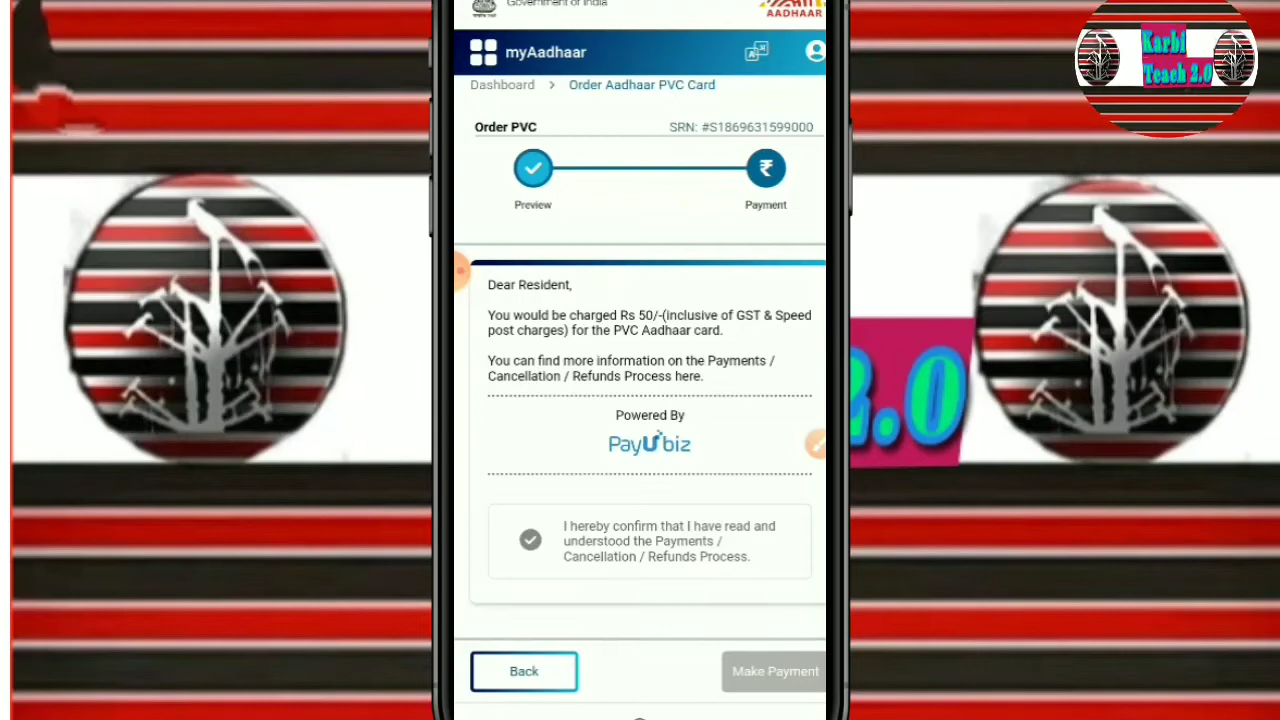 Government of India
AADHAAR
myAadhaar
Dashboard > Order Aadhaar PVC Card
Order PVC
SRN: #S1869631599000
₹
Preview
Payment
Dear Resident,
You would be charged Rs 50/-(inclusive of GST & Speed
post charges) for the PVC Aadhaar card.
You can find more information on the Payments /
Cancellation / Refunds Process here.
Powered By
PayUbiz
I hereby confirm that I have read and
understood the Payments /
Cancellation / Refunds Process.
Back
Make Payment
Karbi
Teach 2.0
2.0